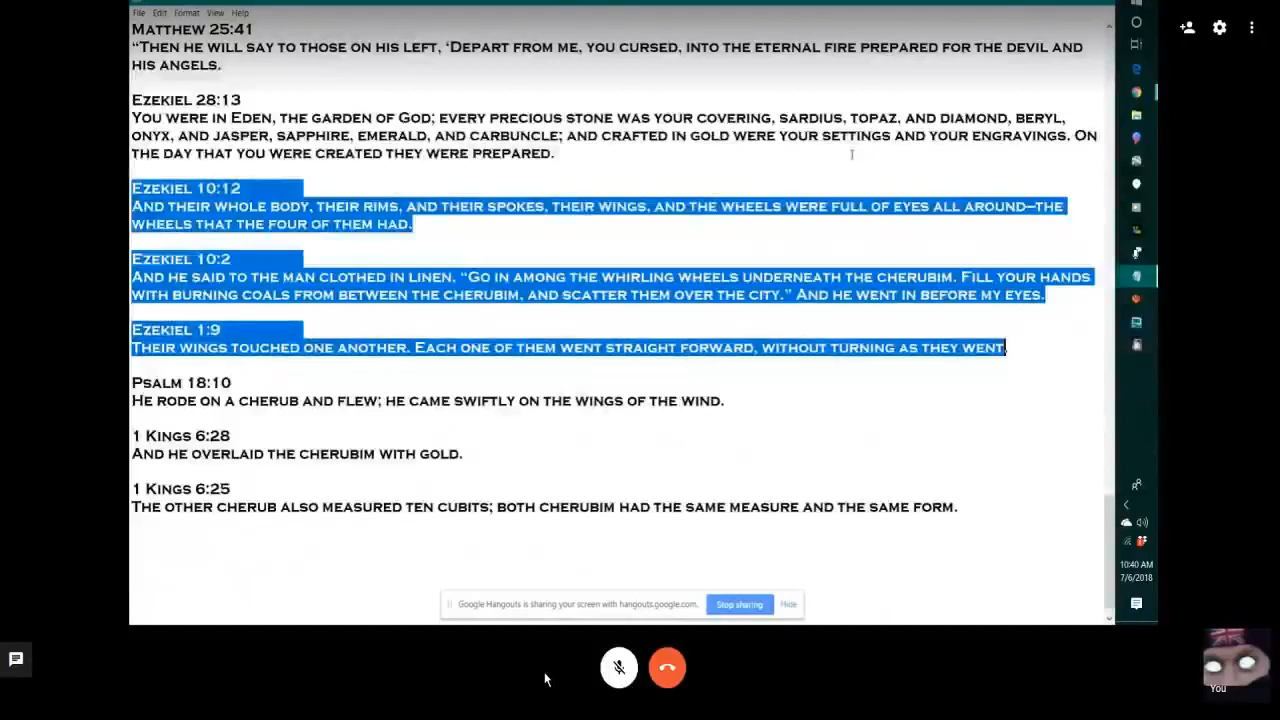 File Edit Format View Help
Matthew 25:41
“Then he will say to those on his left, ‘Depart from me, you cursed, into the eternal fire prepared for the devil and
his angels.
Ezekiel 28:13
You were in Eden, the garden of God; every precious stone was your covering, sardius, topaz, and diamond, beryl,
onyx, and jasper, sapphire, emerald, and carbuncle; and crafted in gold were your settings and your engravings. On
the day that you were created they were prepared.
Ezekiel 10:12
And their whole body, their rims, and their spokes, their wings, and the wheels were full of eyes all around—the
wheels that the four of them had.
Ezekiel 10:2
And he said to the man clothed in linen, “Go in among the whirling wheels underneath the cherubim. Fill your hands
with burning coals from between the cherubim, and scatter them over the city.” And he went in before my eyes.
Ezekiel 1:9
Their wings touched one another. Each one of them went straight forward, without turning as they went.
Psalm 18:10
He rode on a cherub and flew; he came swiftly on the wings of the wind.
1 Kings 6:28
And he overlaid the cherubim with gold.
1 Kings 6:25
The other cherub also measured ten cubits; both cherubim had the same measure and the same form.
10:40 AM
7/6/2018
Google Hangouts is sharing your screen with hangouts.google.com. Stop sharing Hide
You